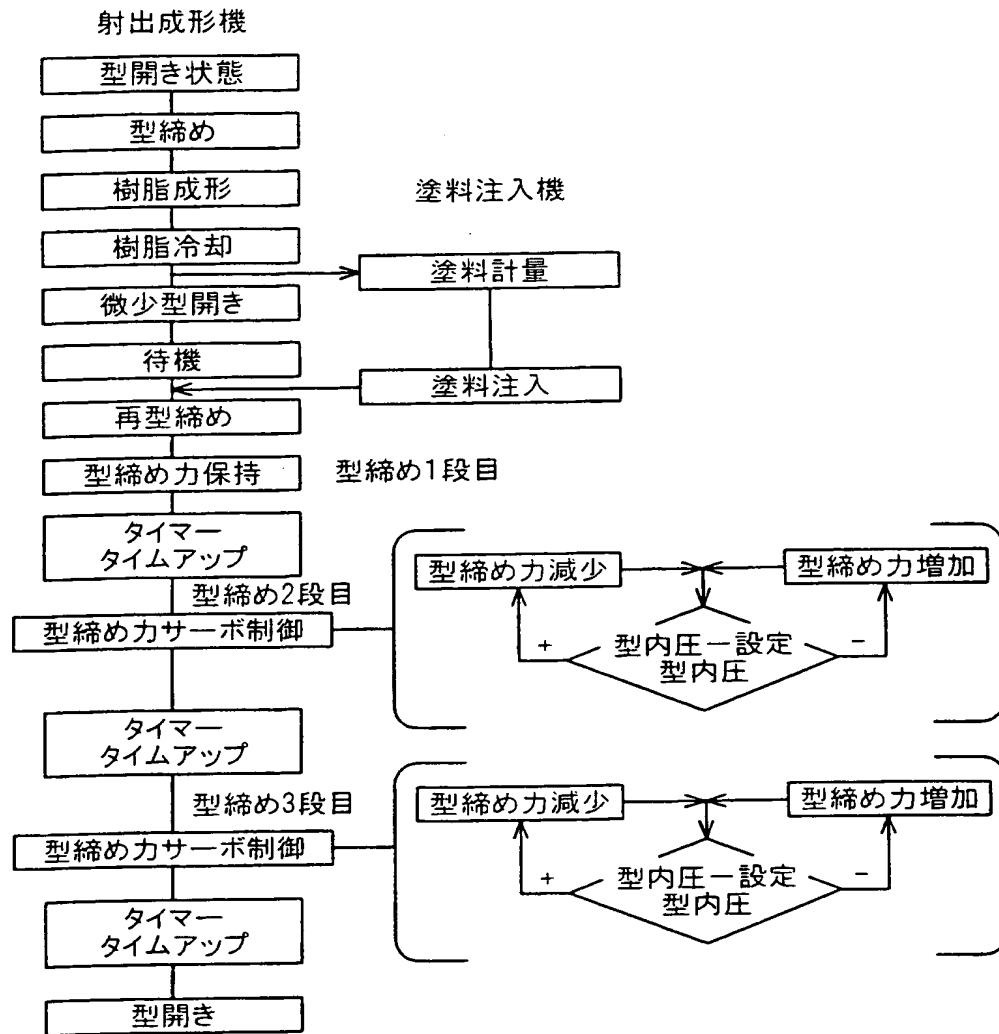 射出成形機
型開き状態
型締め
樹脂成形
塗料注入機
樹脂冷却
塗料計量
微少型開き
待機
塗料注入
再型締め
型締め力保持
型締め1段目
タイマー
タイムアップ
型締め力減少
型締め力増加
型締め2段目
型締め力サーボ制御
+
型内圧ー設定
型内圧
−
タイマー
タイムアップ
型締め3段目
型締め力減少
型締め力増加
型締め力サーボ制御
+
型内圧ー設定
型内圧
−
タイマー
タイムアップ
型開き